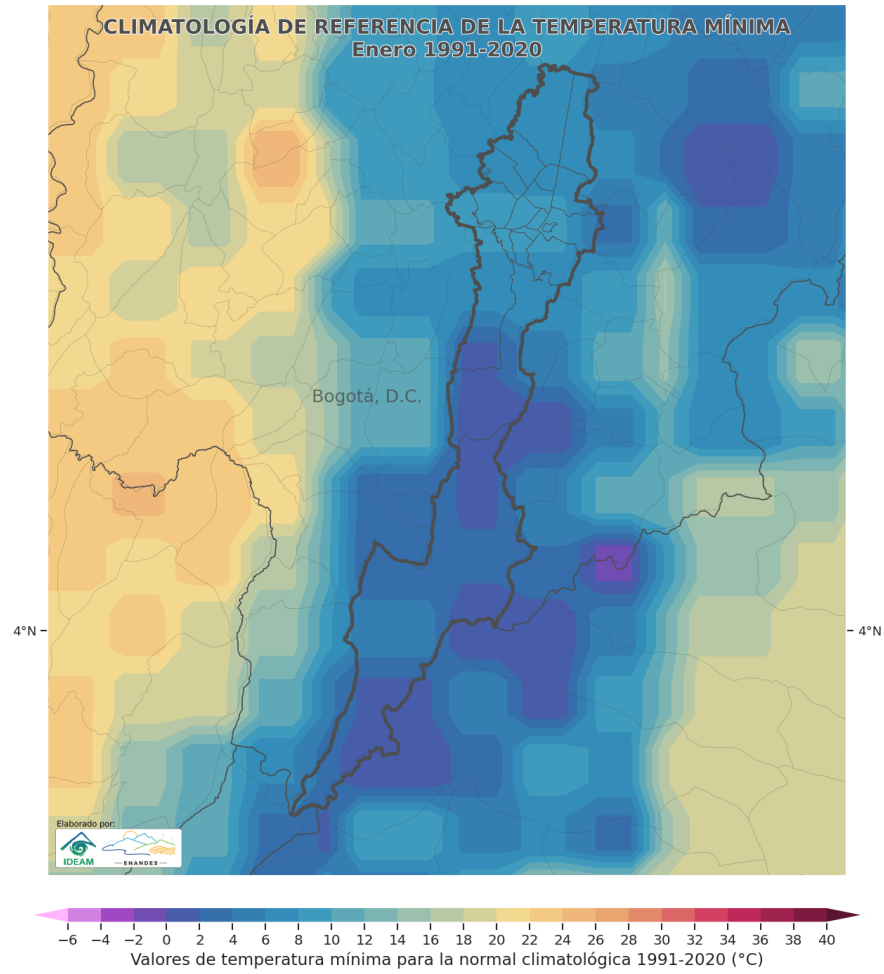 CLIMATOLOGÍA DE REFERENCIA DE LA TEMPERATURA MÍNIMA
Enero 1991-2020
Bogotá, D.C.
4°N
4°N
Elaborado por:
IDEAM
ENANDES
−6 −4 −2 0 2 4 6 8 10 12 14 16 18 20 22 24 26 28 30 32 34 36 38 40
Valores de temperatura mínima para la normal climatológica 1991-2020 (°C)